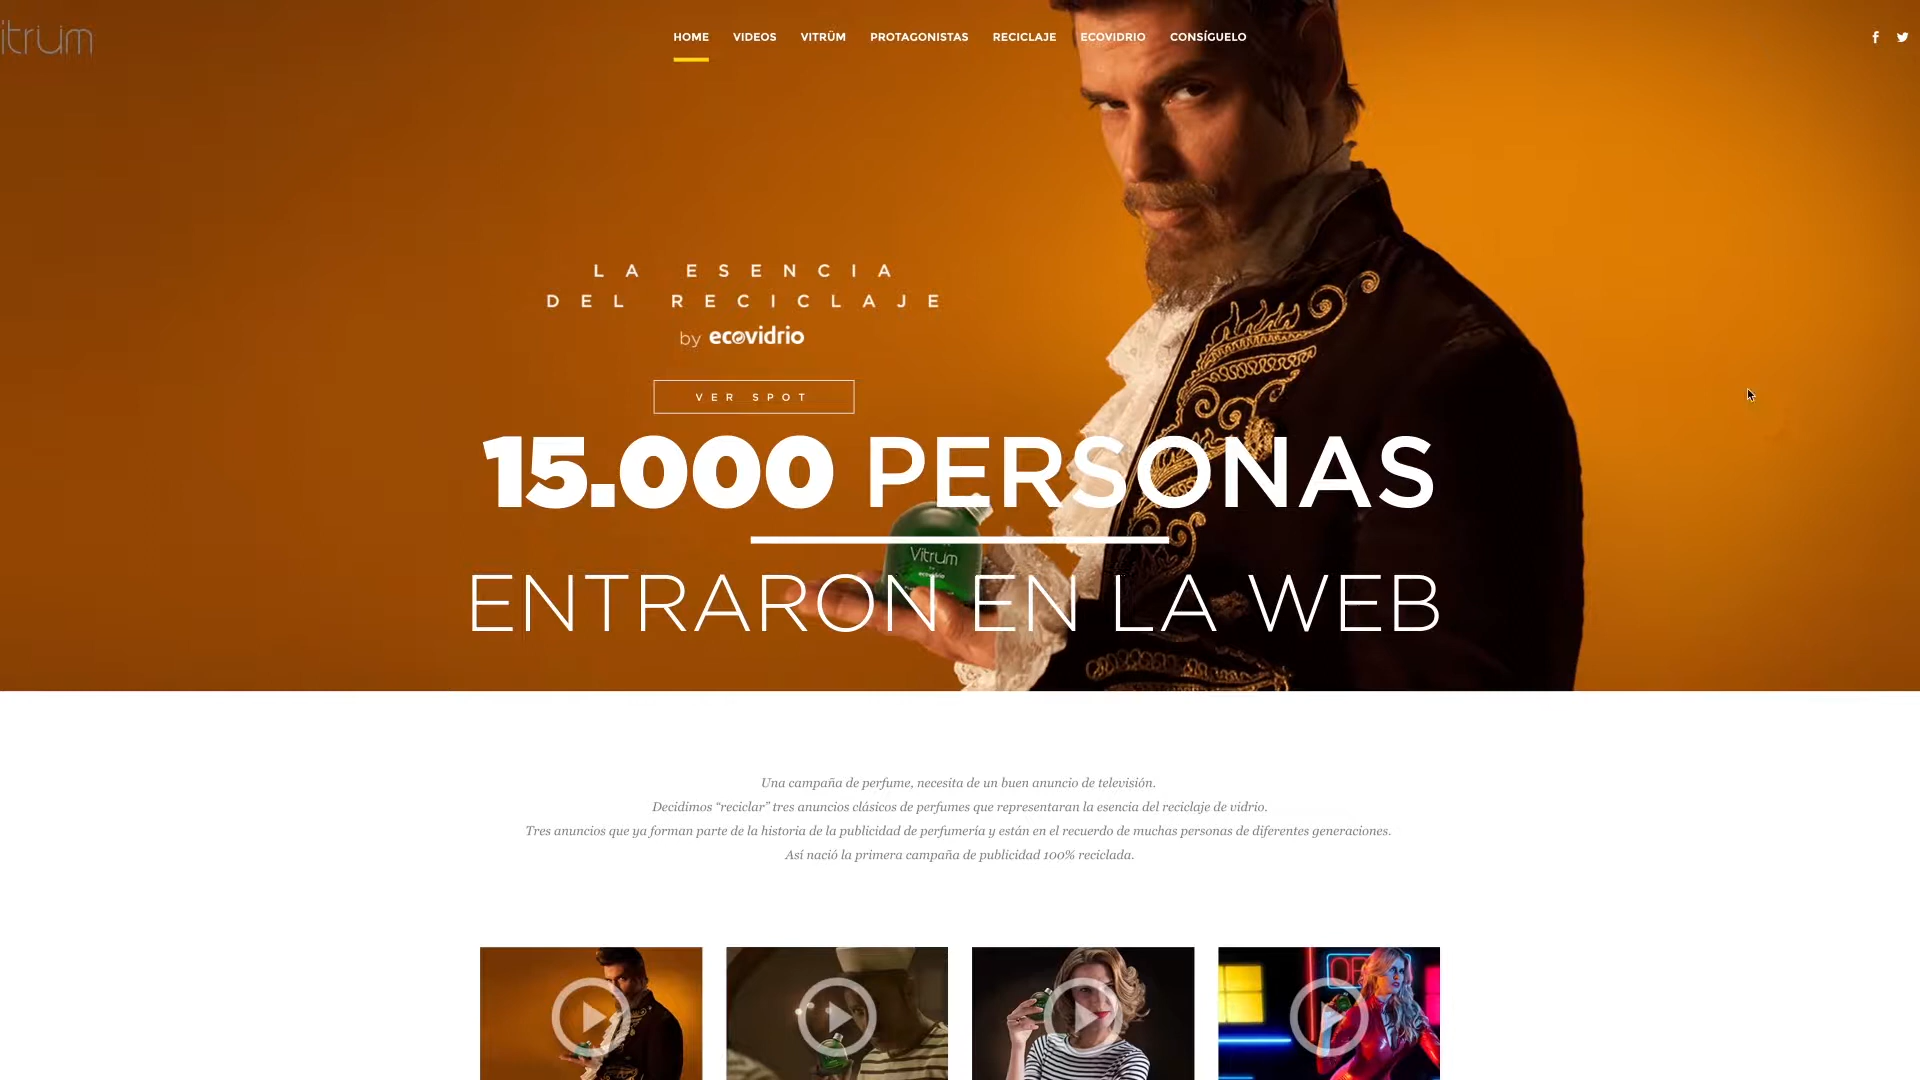 itrüm
HOME VIDEOS VITRÜM PROTAGONISTAS RECICLAJE ECOVIDRIO CONSÍGUELO
LA ESENCIA
DEL RECICLAJE
by ecovidrio
VER SPOT
15.000 PERSONAS
Vitrüm
ecovidrio
ENTRARON EN LA WEB
Una campaña de perfume, necesita de un buen anuncio de televisión.
Decidimos “reciclar” tres anuncios clásicos de perfumes que representaran la esencia del reciclaje de vidrio.
Tres anuncios que ya forman parte de la historia de la publicidad de perfumería y están en el recuerdo de muchas personas de diferentes generaciones.
Así nació la primera campaña de publicidad 100% reciclada.